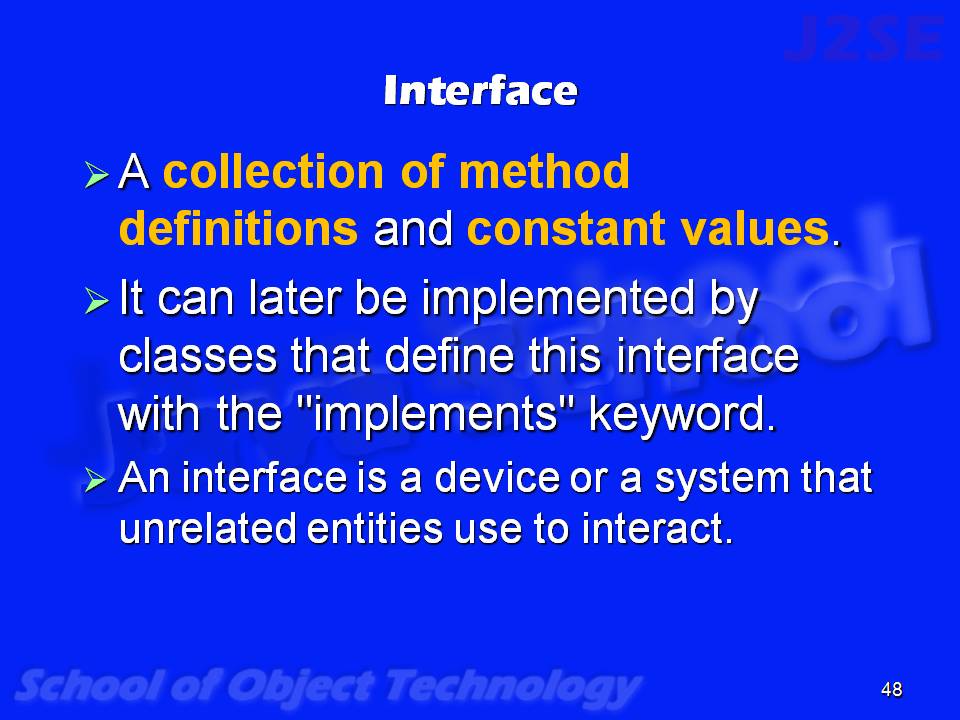 J2SE
Interface
A collection of method
definitions and constant values.
It can later be implemented by
classes that define this interface
with the "implements" keyword.
An interface is a device or a system that
unrelated entities use to interact.
Java School
School of Object Technology
48